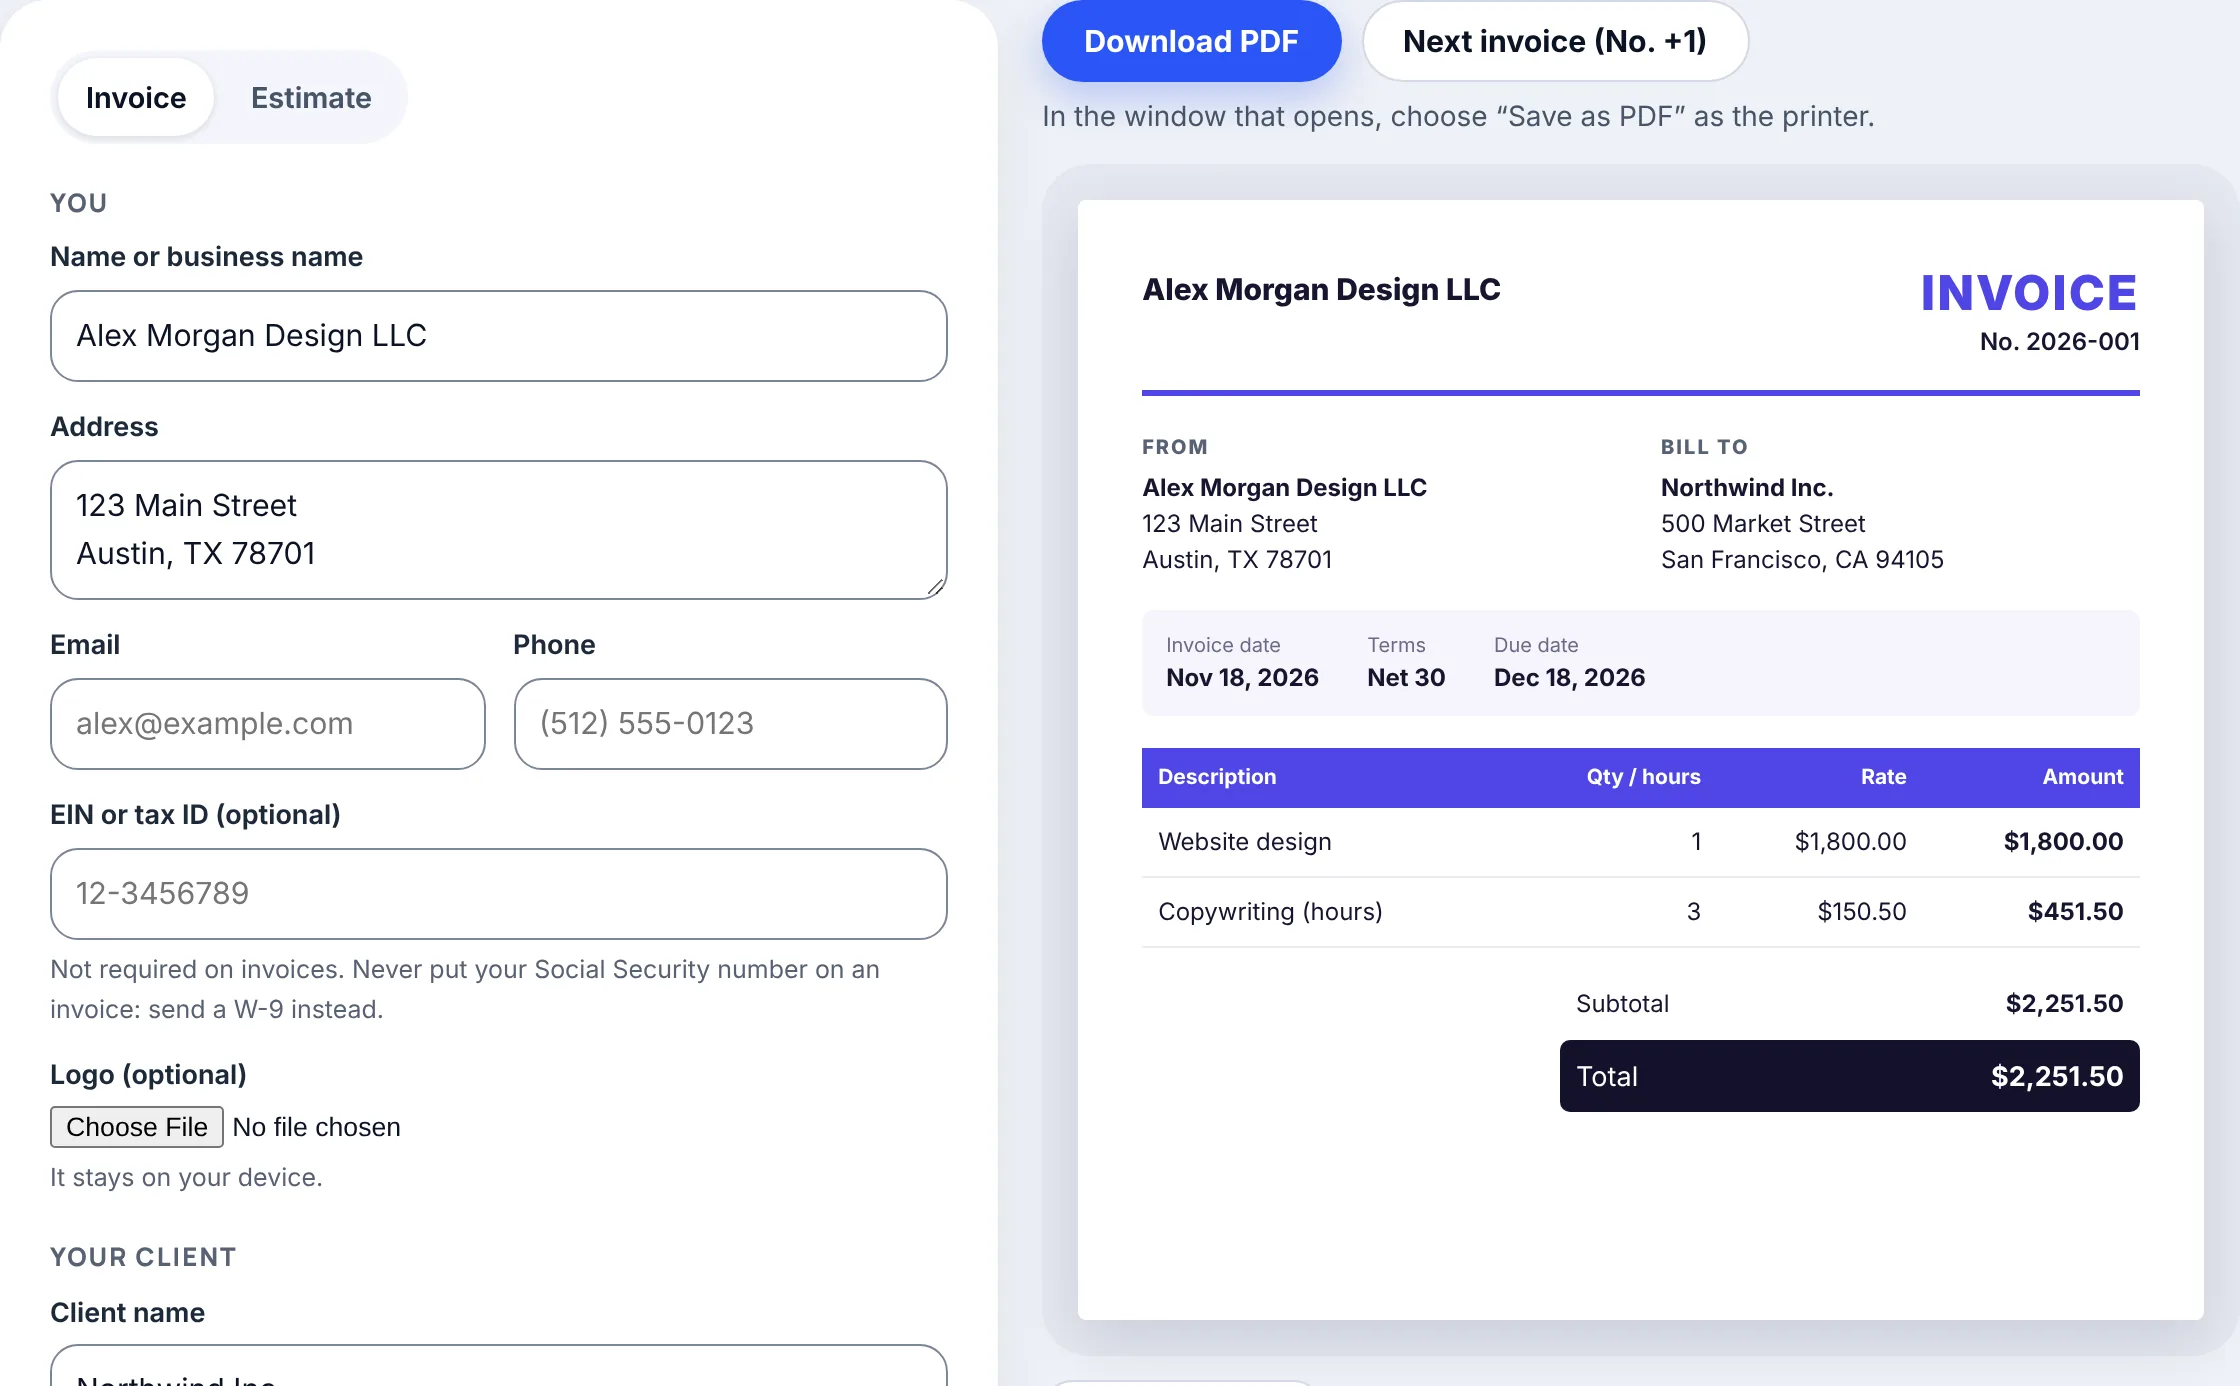 Invoice
Estimate
YOU
Name or business name
Alex Morgan Design LLC
Address
123 Main Street
Austin, TX 78701
Email
Phone
alex@example.com
(512) 555-0123
EIN or tax ID (optional)
12-3456789
Not required on invoices. Never put your Social Security number on an
invoice: send a W-9 instead.
Logo (optional)
Choose File No file chosen
It stays on your device.
YOUR CLIENT
Client name
Northwind Inc.
Download PDF
Next invoice (No. +1)
In the window that opens, choose “Save as PDF” as the printer.
Alex Morgan Design LLC
INVOICE
No. 2026-001
FROM
Alex Morgan Design LLC
123 Main Street
Austin, TX 78701
BILL TO
Northwind Inc.
500 Market Street
San Francisco, CA 94105
Invoice date
Nov 18, 2026
Terms
Net 30
Due date
Dec 18, 2026
Description Qty / hours Rate Amount
Website design 1 $1,800.00 $1,800.00
Copywriting (hours) 3 $150.50 $451.50
Subtotal $2,251.50
Total $2,251.50